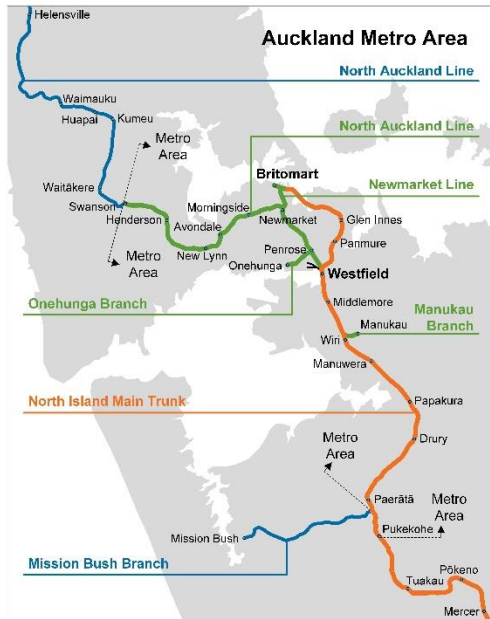 Helensville
Auckland Metro Area
North Auckland Line
Waimauku
Huapai
Kumeu
Metro
Area
North Auckland Line
Britomart
Waitākere
Newmarket Line
Swanson
Morningside
Henderson
Newmarket
Glen Innes
Avondale
Metro
Area
New Lynn
Penrose
Panmure
Onehunga
Westfield
Onehunga Branch
Middlemore
Manukau
Branch
Manukau
Wiri
Manuwera
North Island Main Trunk
Papakura
Metro
Area
Drury
Paerātā
Metro
Area
Pukekohe
Mission Bush
Mission Bush Branch
Pōkeno
Tuakau
Mercer